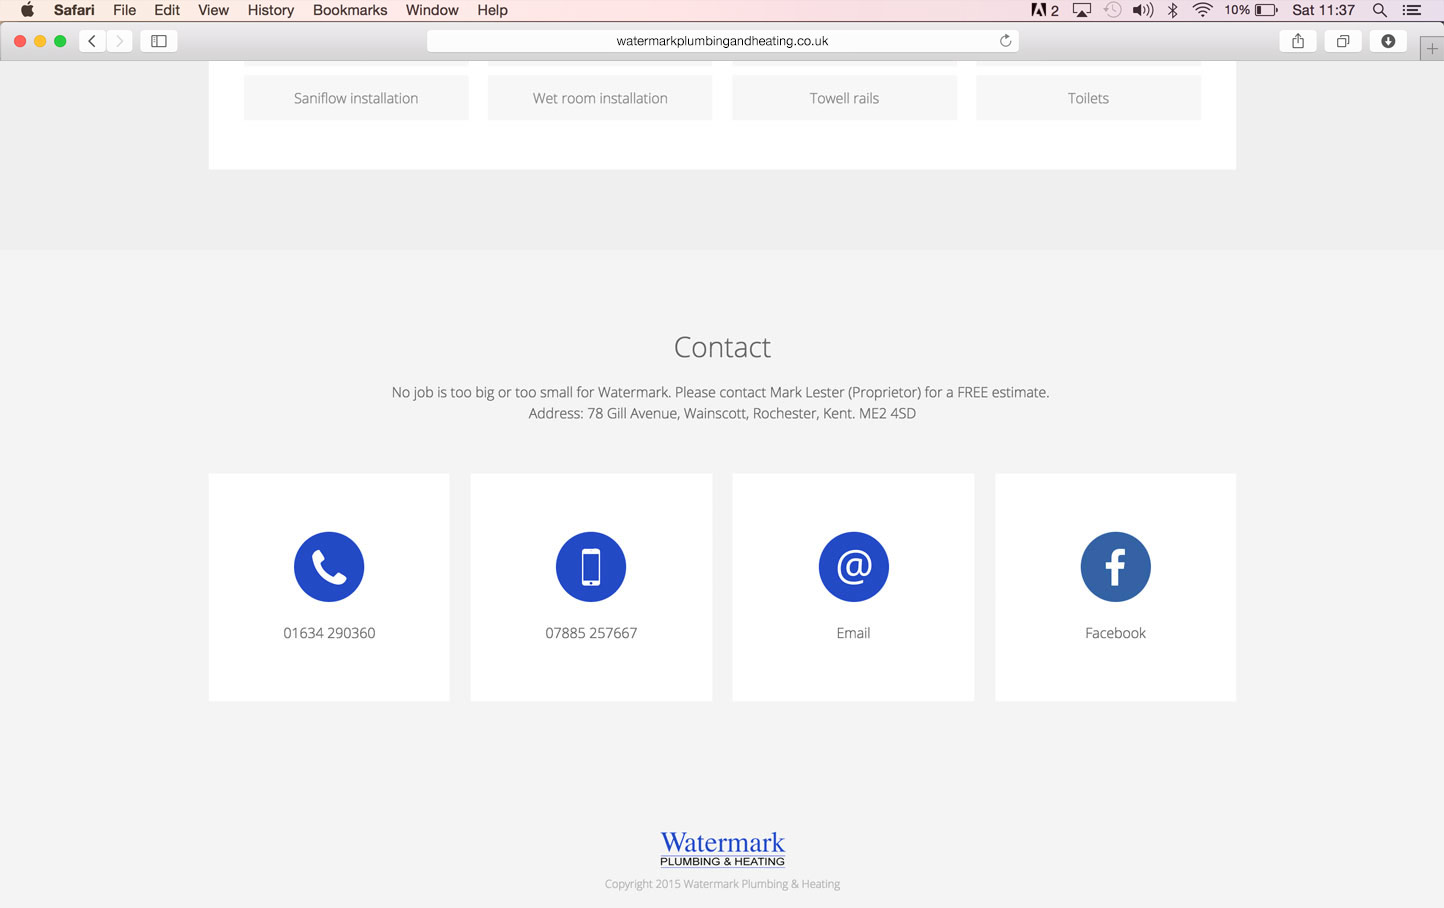 Safari File Edit View History Bookmarks Window Help 2 10% Sat 11:37
watermarkplumbingandheating.co.uk
Saniflow installation Wet room installation Towell rails Toilets
Contact
No job is too big or too small for Watermark. Please contact Mark Lester (Proprietor) for a FREE estimate.
Address: 78 Gill Avenue, Wainscott, Rochester, Kent. ME2 4SD
01634 290360 07885 257667 Email Facebook
Watermark
PLUMBING & HEATING
Copyright 2015 Watermark Plumbing & Heating